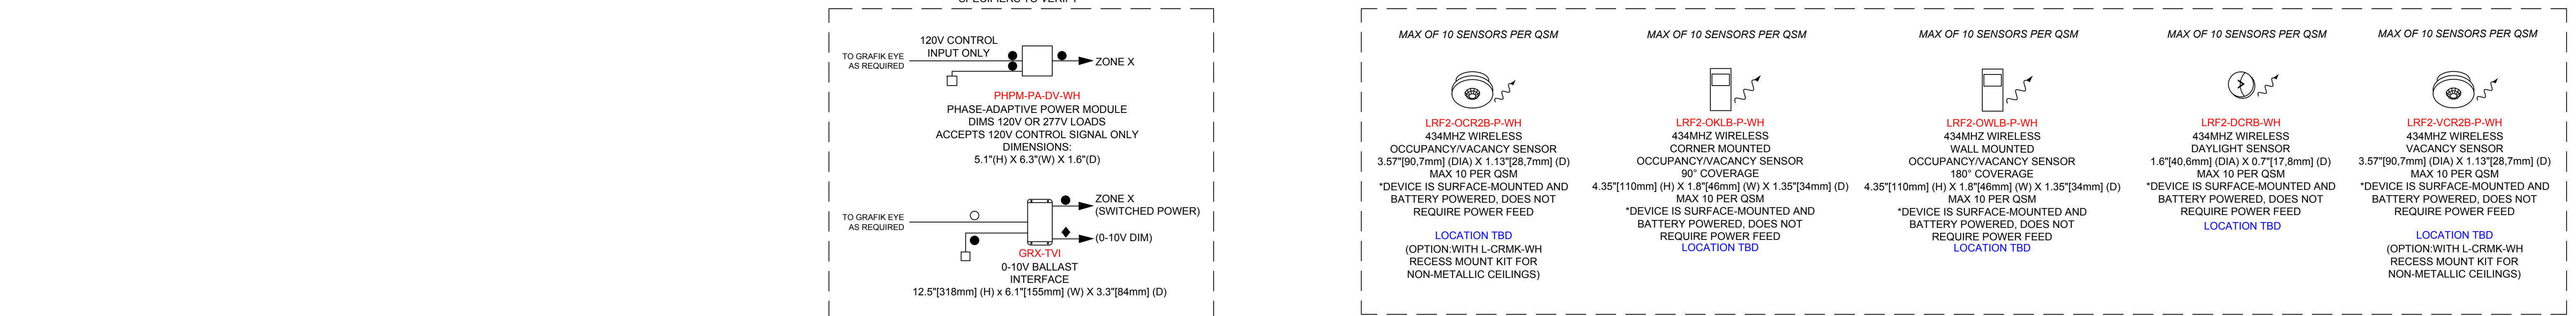 SPECIFIERS TO VERIFY
120V CONTROL
INPUT ONLY
TO GRAFIK EYE
AS REQUIRED
ZONE X
PHPM-PA-DV-WH
PHASE-ADAPTIVE POWER MODULE
DIMS 120V OR 277V LOADS
ACCEPTS 120V CONTROL SIGNAL ONLY
DIMENSIONS:
5.1"(H) X 6.3"(W) X 1.6"(D)
TO GRAFIK EYE
AS REQUIRED
ZONE X
(SWITCHED POWER)
(0-10V DIM)
GRX-TVI
0-10V BALLAST
INTERFACE
12.5"[318mm] (H) x 6.1"[155mm] (W) X 3.3"[84mm] (D)
MAX OF 10 SENSORS PER QSM
LRF2-OCR2B-P-WH
434MHZ WIRELESS
OCCUPANCY/VACANCY SENSOR
3.57"[90,7mm] (DIA) X 1.13"[28,7mm] (D)
MAX 10 PER QSM
*DEVICE IS SURFACE-MOUNTED AND
BATTERY POWERED, DOES NOT
REQUIRE POWER FEED
LOCATION TBD
(OPTION:WITH L-CRMK-WH
RECESS MOUNT KIT FOR
NON-METALLIC CEILINGS)
MAX OF 10 SENSORS PER QSM
LRF2-OKLB-P-WH
434MHZ WIRELESS
CORNER MOUNTED
OCCUPANCY/VACANCY SENSOR
90° COVERAGE
4.35"[110mm] (H) X 1.8"[46mm] (W) X 1.35"[34mm] (D)
MAX 10 PER QSM
*DEVICE IS SURFACE-MOUNTED AND
BATTERY POWERED, DOES NOT
REQUIRE POWER FEED
LOCATION TBD
MAX OF 10 SENSORS PER QSM
LRF2-OWLB-P-WH
434MHZ WIRELESS
WALL MOUNTED
OCCUPANCY/VACANCY SENSOR
180° COVERAGE
4.35"[110mm] (H) X 1.8"[46mm] (W) X 1.35"[34mm] (D)
MAX 10 PER QSM
*DEVICE IS SURFACE-MOUNTED AND
BATTERY POWERED, DOES NOT
REQUIRE POWER FEED
LOCATION TBD
MAX OF 10 SENSORS PER QSM
LRF2-DCRB-WH
434MHZ WIRELESS
DAYLIGHT SENSOR
1.6"[40,6mm] (DIA) X 0.7"[17,8mm] (D)
MAX 10 PER QSM
*DEVICE IS SURFACE-MOUNTED AND
BATTERY POWERED, DOES NOT
REQUIRE POWER FEED
LOCATION TBD
MAX OF 10 SENSORS PER QSM
LRF2-VCR2B-P-WH
434MHZ WIRELESS
VACANCY SENSOR
3.57"[90,7mm] (DIA) X 1.13"[28,7mm] (D)
MAX 10 PER QSM
*DEVICE IS SURFACE-MOUNTED AND
BATTERY POWERED, DOES NOT
REQUIRE POWER FEED
LOCATION TBD
(OPTION:WITH L-CRMK-WH
RECESS MOUNT KIT FOR
NON-METALLIC CEILINGS)